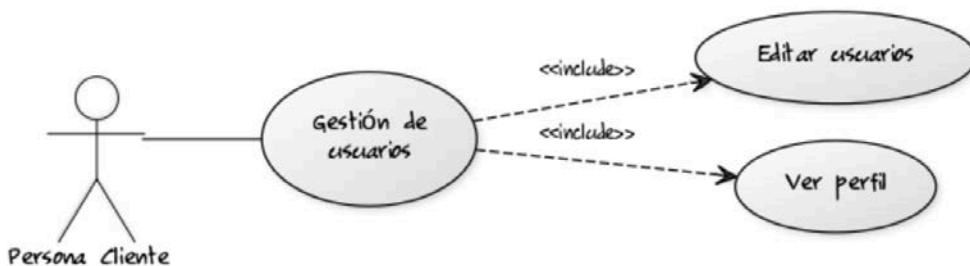 Editar usuarios
<<include>>
Gestión de
usuarios
<<include>>
Ver perfil
Persona Cliente